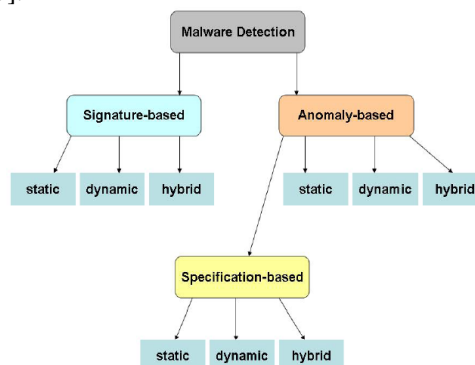 ].
Malware Detection
Signature-based Anomaly-based
static dynamic hybrid static dynamic hybrid
Specification-based
static dynamic hybrid